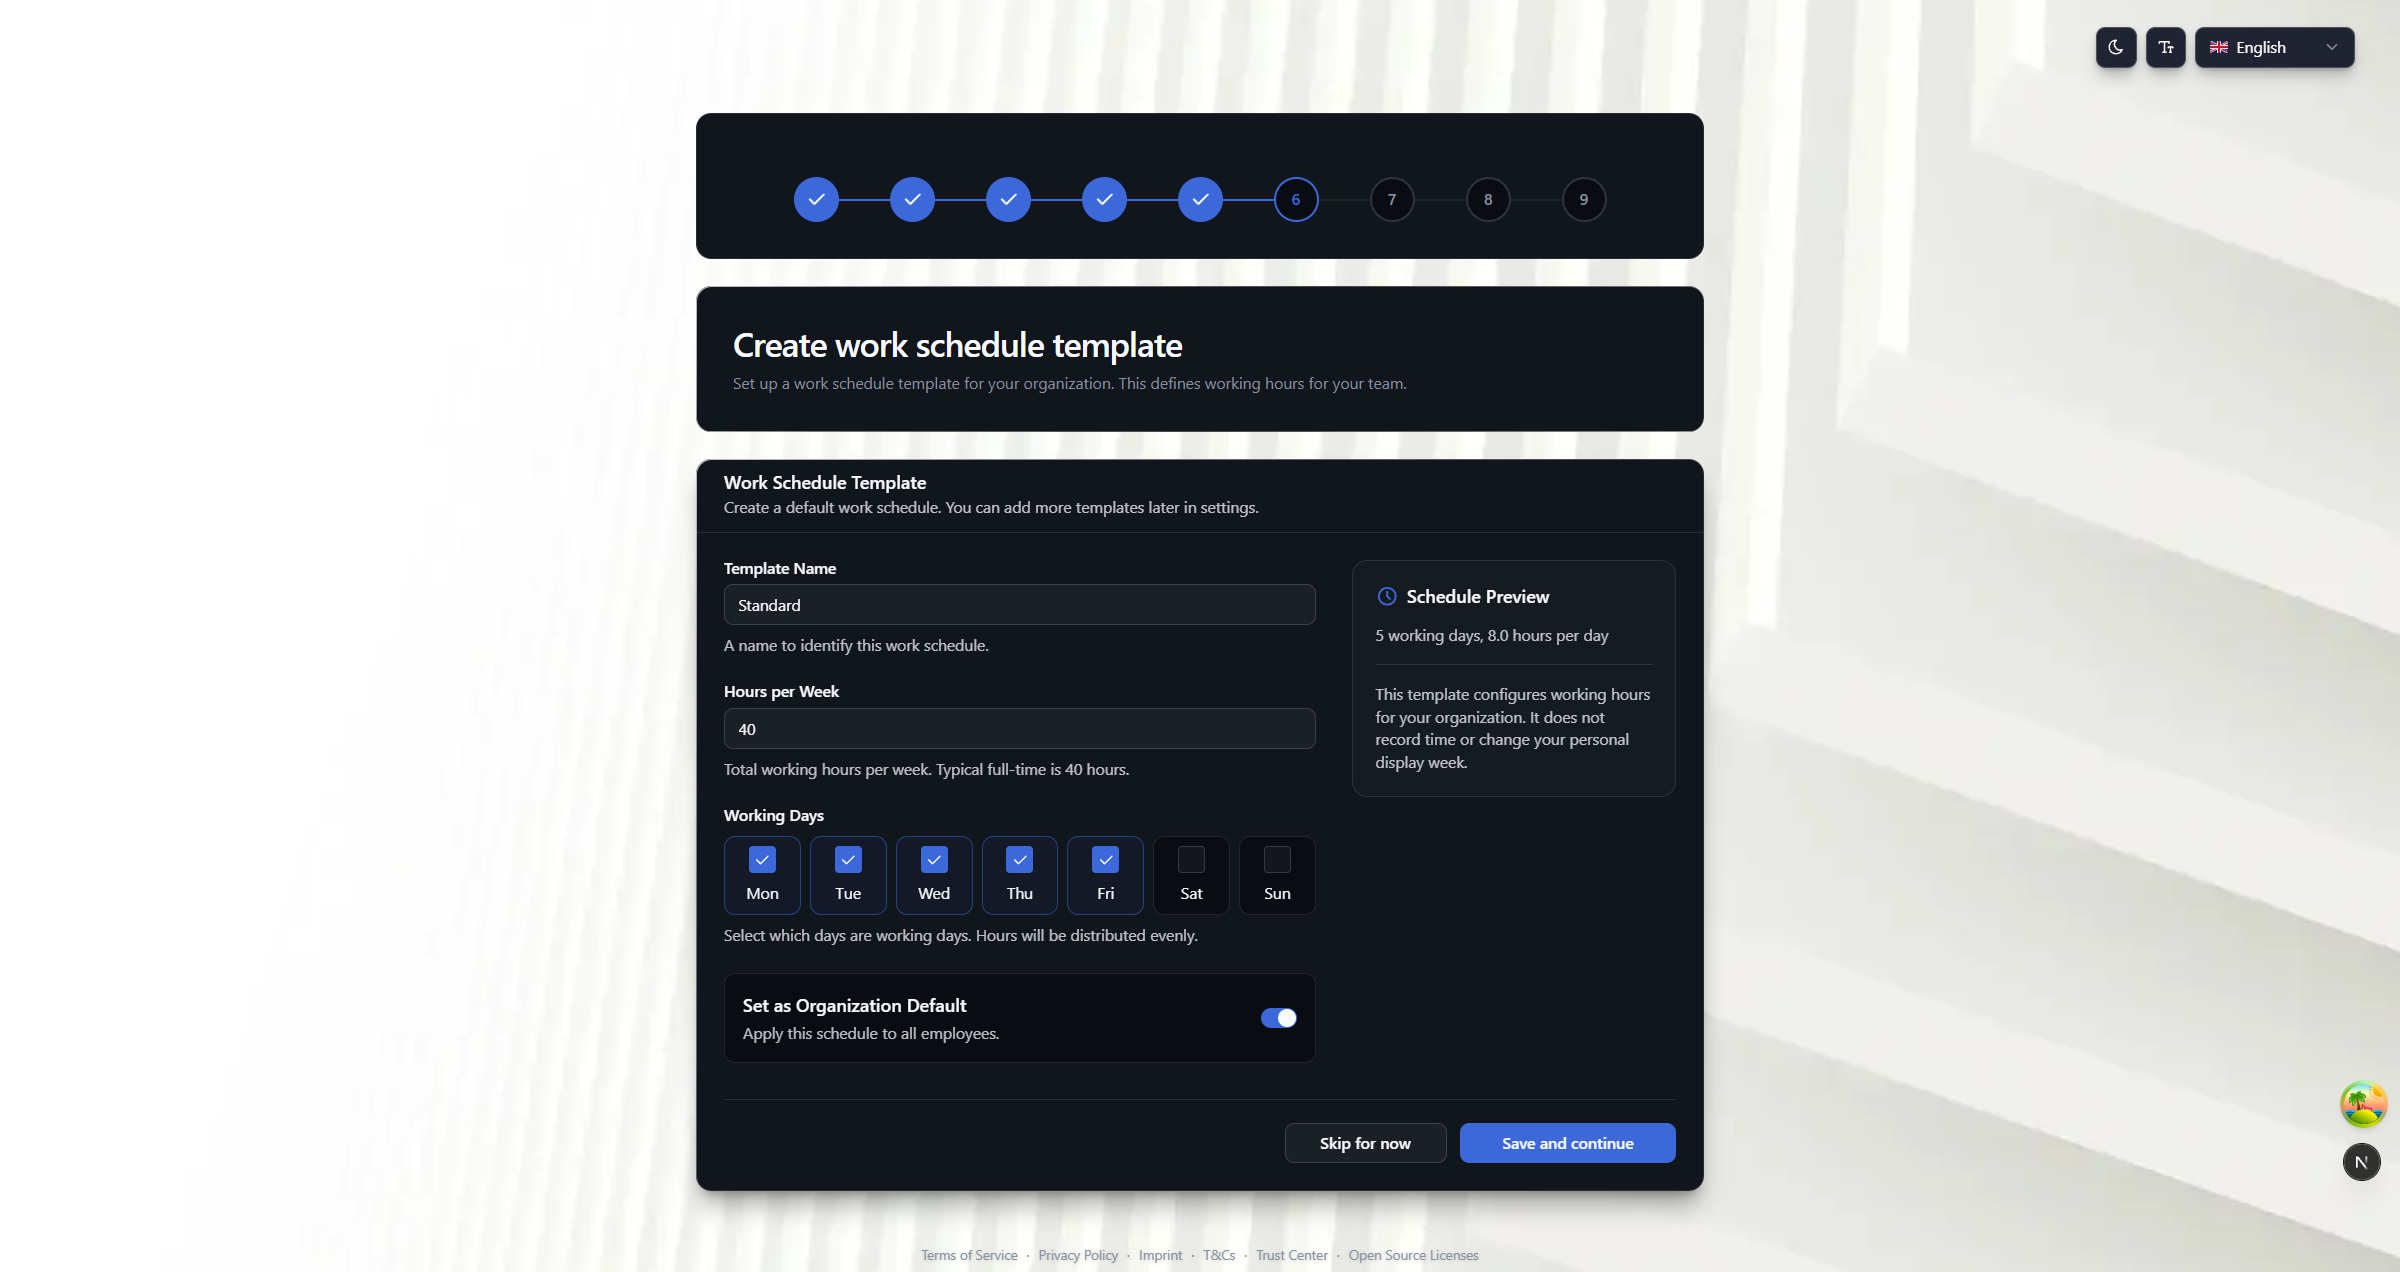 English
6
7
8
9
Create work schedule template
Set up a work schedule template for your organization. This defines working hours for your team.
Work Schedule Template
Create a default work schedule. You can add more templates later in settings.
Template Name
Standard
A name to identify this work schedule.
Hours per Week
40
Total working hours per week. Typical full-time is 40 hours.
Working Days
Mon Tue Wed Thu Fri Sat Sun
Select which days are working days. Hours will be distributed evenly.
Set as Organization Default
Apply this schedule to all employees.
Schedule Preview
5 working days, 8.0 hours per day
This template configures working hours
for your organization. It does not
record time or change your personal
display week.
Skip for now
Save and continue
N
Terms of Service · Privacy Policy · Imprint · T&Cs · Trust Center · Open Source Licenses